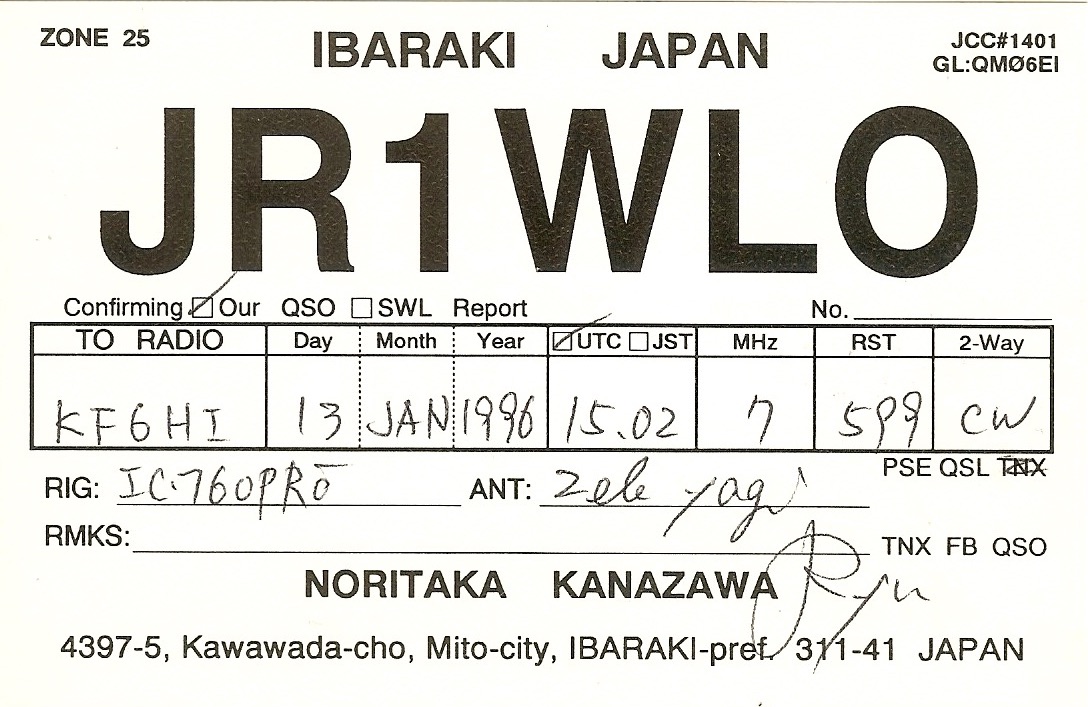 ZONE 25 IBARAKI JAPAN JCC#1401
GL:QMØ6EI
JR1WLO
Confirming ☑ Our QSO ☐ SWL Report No.
TO RADIO Day Month Year ☑ UTC ☐ JST MHz RST 2-Way
KF6HI 13 JAN 1996 15.02 7 599 CW
PSE QSL TNX
RIG: IC-760PRO ANT: 2ele yagi
RMKS: TNX FB QSO
NORITAKA KANAZAWA Ryu
4397-5, Kawawada-cho, Mito-city, IBARAKI-pref. 311-41 JAPAN